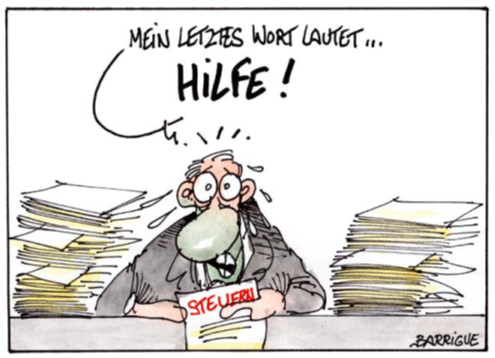 MEIN LETZTES WORT LAUTET...
HiLFE!
STEUERN
BARRIGUE